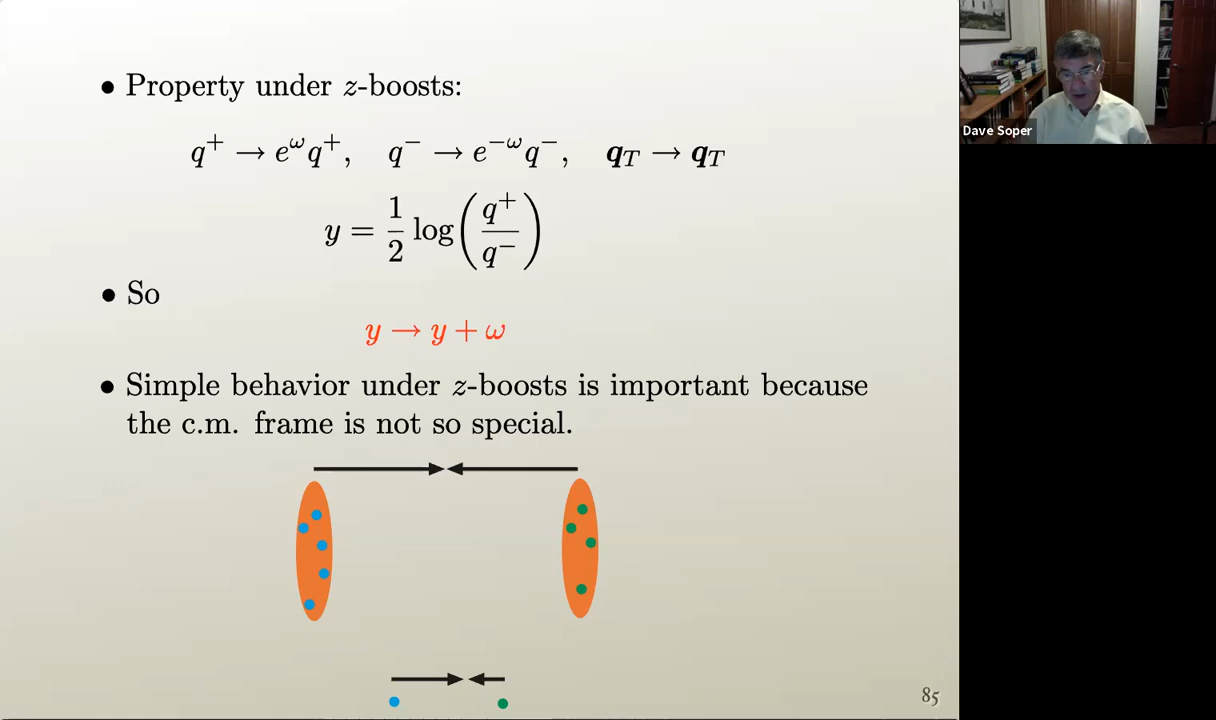 • Property under z-boosts:
q⁺ → e^ω q⁺, q⁻ → e^{-ω} q⁻, q_T → q_T
y = 1/2 log(q⁺/q⁻)
• So
y → y + ω
• Simple behavior under z-boosts is important because
the c.m. frame is not so special.
85
Dave Soper